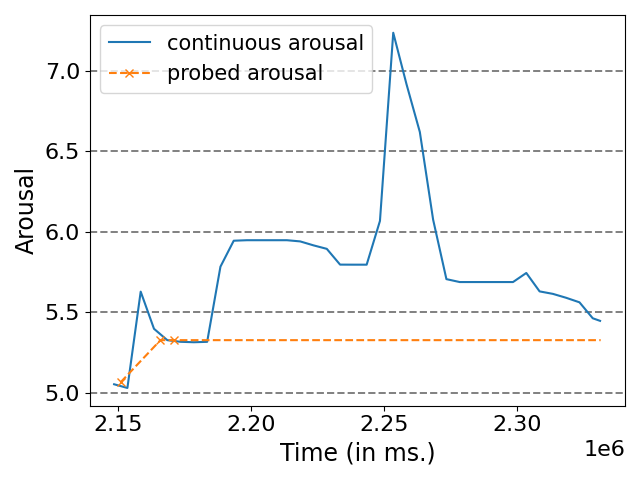 continuous arousal
probed arousal
7.0
6.5
6.0
5.5
5.0
Arousal
2.15 2.20 2.25 2.30
1e6
Time (in ms.)